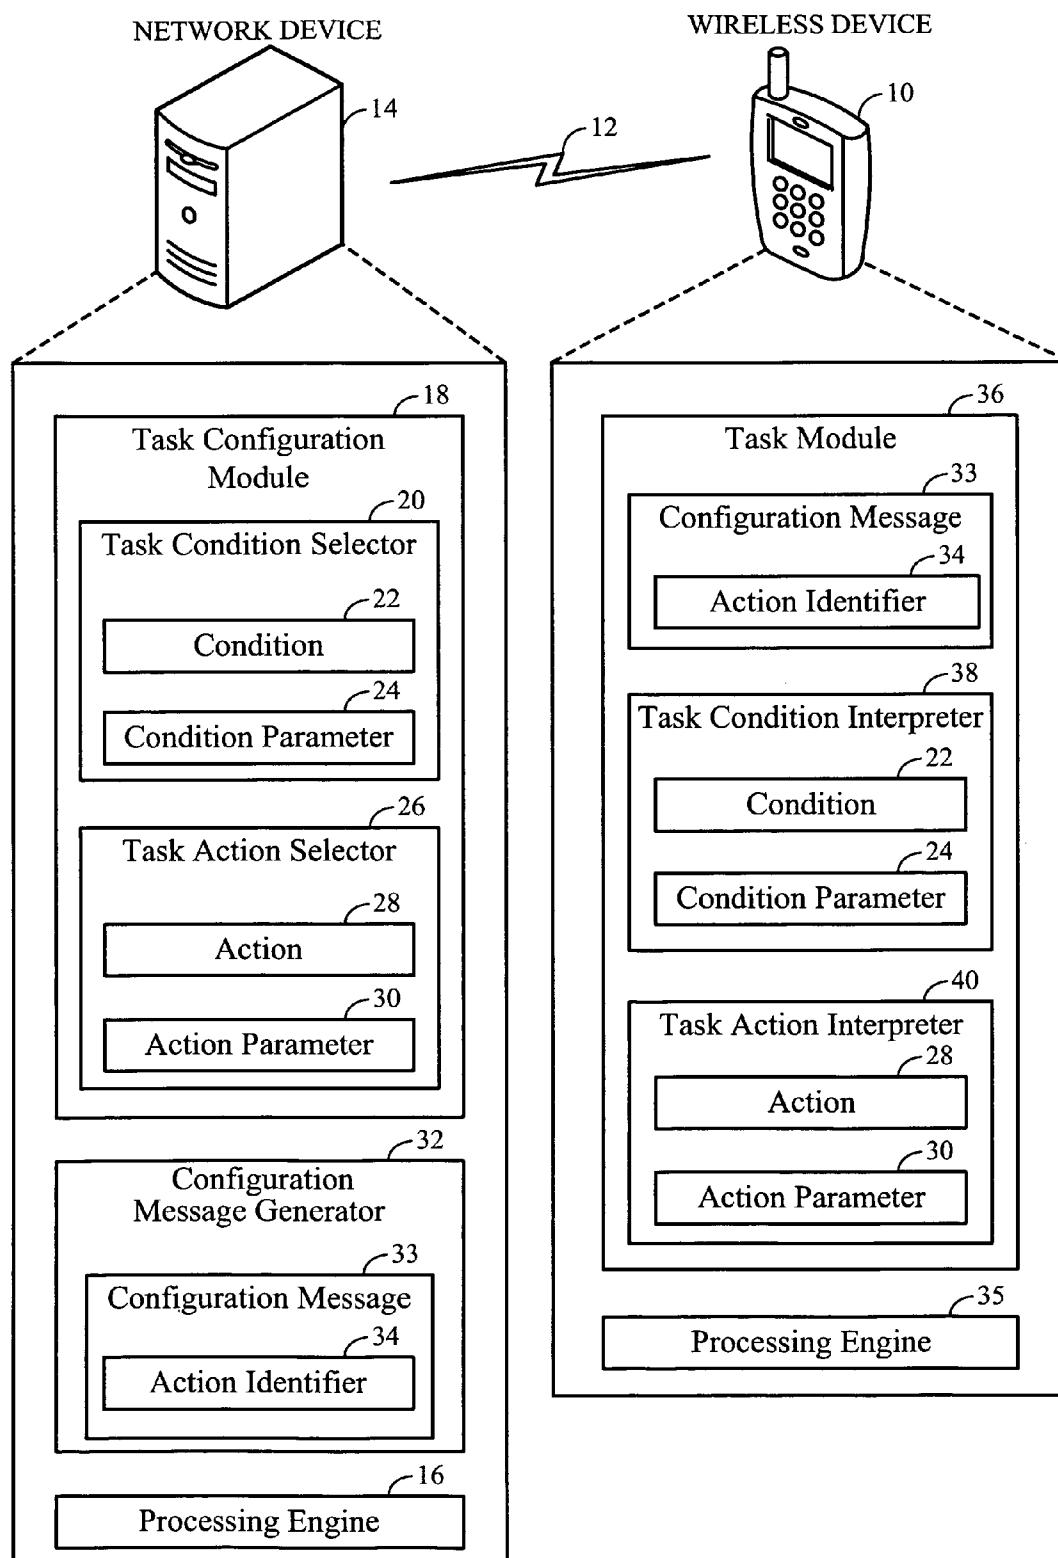 NETWORK DEVICE
14
12
WIRELESS DEVICE
10
18
Task Configuration
Module
20
Task Condition Selector
22
Condition
24
Condition Parameter
26
Task Action Selector
28
Action
30
Action Parameter
32
Configuration
Message Generator
33
Configuration Message
34
Action Identifier
16
Processing Engine
36
Task Module
33
Configuration Message
34
Action Identifier
38
Task Condition Interpreter
22
Condition
24
Condition Parameter
40
Task Action Interpreter
28
Action
30
Action Parameter
35
Processing Engine